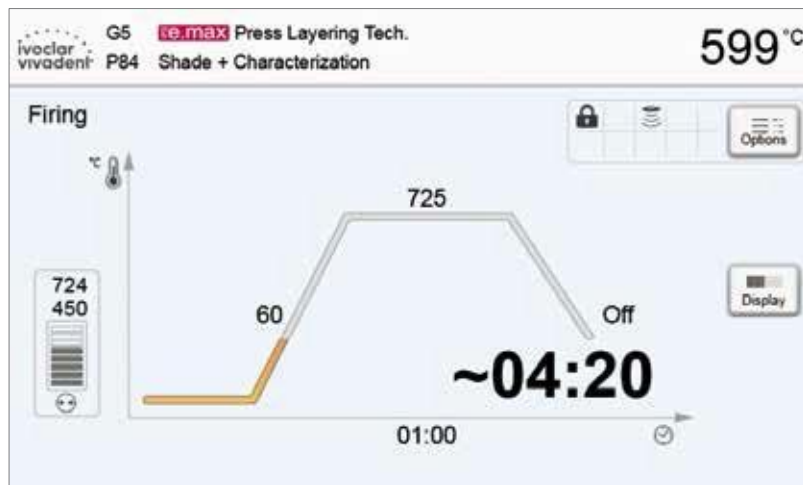 ivoclar vivadent G5 e.max Press Layering Tech. 599 °C
P84 Shade + Characterization
Firing
Options
°C
725
724
450
60
Off
Display
~04:20
01:00